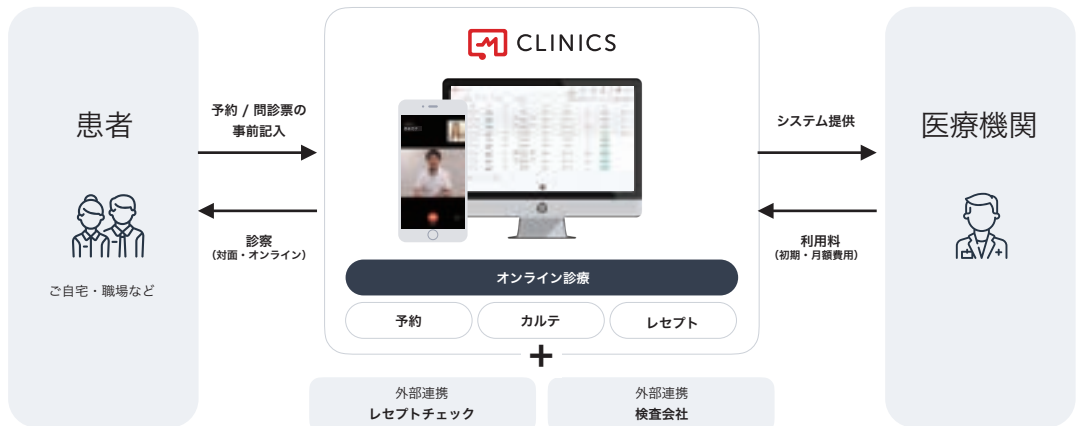 患者
ご自宅・職場など
予約 / 問診票の
事前記入
診察
（対面・オンライン）
CLINICS
オンライン診療
予約
カルテ
レセプト
+
外部連携
レセプトチェック
外部連携
検査会社
システム提供
利用料
（初期・月額費用）
医療機関